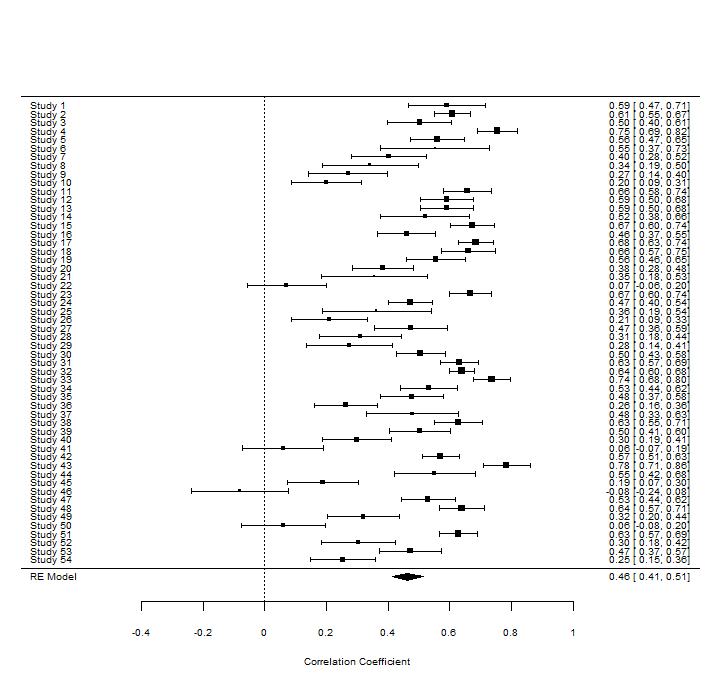 Study 1 0.59 [ 0.47, 0.71]
Study 2 0.61 [ 0.55, 0.67]
Study 3 0.50 [ 0.40, 0.61]
Study 4 0.75 [ 0.69, 0.82]
Study 5 0.56 [ 0.47, 0.65]
Study 6 0.55 [ 0.37, 0.73]
Study 7 0.40 [ 0.28, 0.52]
Study 8 0.34 [ 0.19, 0.50]
Study 9 0.27 [ 0.14, 0.40]
Study 10 0.20 [ 0.09, 0.31]
Study 11 0.66 [ 0.58, 0.74]
Study 12 0.59 [ 0.50, 0.68]
Study 13 0.59 [ 0.50, 0.68]
Study 14 0.52 [ 0.38, 0.66]
Study 15 0.67 [ 0.60, 0.74]
Study 16 0.46 [ 0.37, 0.55]
Study 17 0.68 [ 0.63, 0.74]
Study 18 0.66 [ 0.57, 0.75]
Study 19 0.56 [ 0.46, 0.65]
Study 20 0.38 [ 0.28, 0.48]
Study 21 0.35 [ 0.18, 0.53]
Study 22 0.07 [-0.06, 0.20]
Study 23 0.67 [ 0.60, 0.74]
Study 24 0.47 [ 0.40, 0.54]
Study 25 0.36 [ 0.19, 0.54]
Study 26 0.21 [ 0.09, 0.33]
Study 27 0.47 [ 0.36, 0.59]
Study 28 0.31 [ 0.18, 0.44]
Study 29 0.28 [ 0.14, 0.41]
Study 30 0.50 [ 0.43, 0.58]
Study 31 0.63 [ 0.57, 0.69]
Study 32 0.64 [ 0.60, 0.68]
Study 33 0.74 [ 0.68, 0.80]
Study 34 0.53 [ 0.44, 0.62]
Study 35 0.48 [ 0.37, 0.58]
Study 36 0.26 [ 0.16, 0.36]
Study 37 0.48 [ 0.33, 0.63]
Study 38 0.63 [ 0.55, 0.71]
Study 39 0.50 [ 0.41, 0.60]
Study 40 0.30 [ 0.19, 0.41]
Study 41 0.06 [-0.07, 0.19]
Study 42 0.57 [ 0.51, 0.63]
Study 43 0.78 [ 0.71, 0.86]
Study 44 0.55 [ 0.42, 0.68]
Study 45 0.19 [ 0.07, 0.30]
Study 46 -0.08 [-0.24, 0.08]
Study 47 0.53 [ 0.44, 0.62]
Study 48 0.64 [ 0.57, 0.71]
Study 49 0.32 [ 0.20, 0.44]
Study 50 0.06 [-0.08, 0.20]
Study 51 0.63 [ 0.57, 0.69]
Study 52 0.30 [ 0.18, 0.42]
Study 53 0.47 [ 0.37, 0.57]
Study 54 0.25 [ 0.15, 0.36]
RE Model 0.46 [ 0.41, 0.51]
-0.4 -0.2 0 0.2 0.4 0.6 0.8 1
Correlation Coefficient